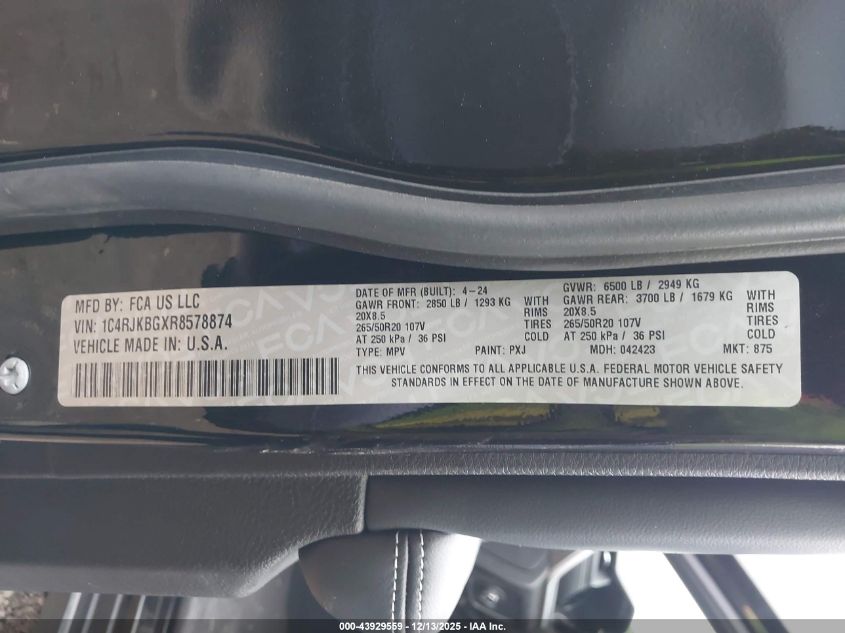 MFD BY: FCA US LLC
VIN: 1C4RJKBGXR8578874
VEHICLE MADE IN: U.S.A.
DATE OF MFR (BUILT): 4-24
GVWR: 6500 LB / 2949 KG
GAWR FRONT: 2850 LB / 1293 KG WITH GAWR REAR: 3700 LB / 1679 KG WITH
20X8.5 RIMS 20X8.5 RIMS
265/50R20 107V TIRES 265/50R20 107V TIRES
AT 250 kPa / 36 PSI COLD AT 250 kPa / 36 PSI COLD
TYPE: MPV PAINT: PXJ MDH: 042423 MKT: 875
THIS VEHICLE CONFORMS TO ALL APPLICABLE U.S.A. FEDERAL MOTOR VEHICLE SAFETY
STANDARDS IN EFFECT ON THE DATE OF MANUFACTURE SHOWN ABOVE.
000-43929559 - 12/13/2025 - IAA Inc.